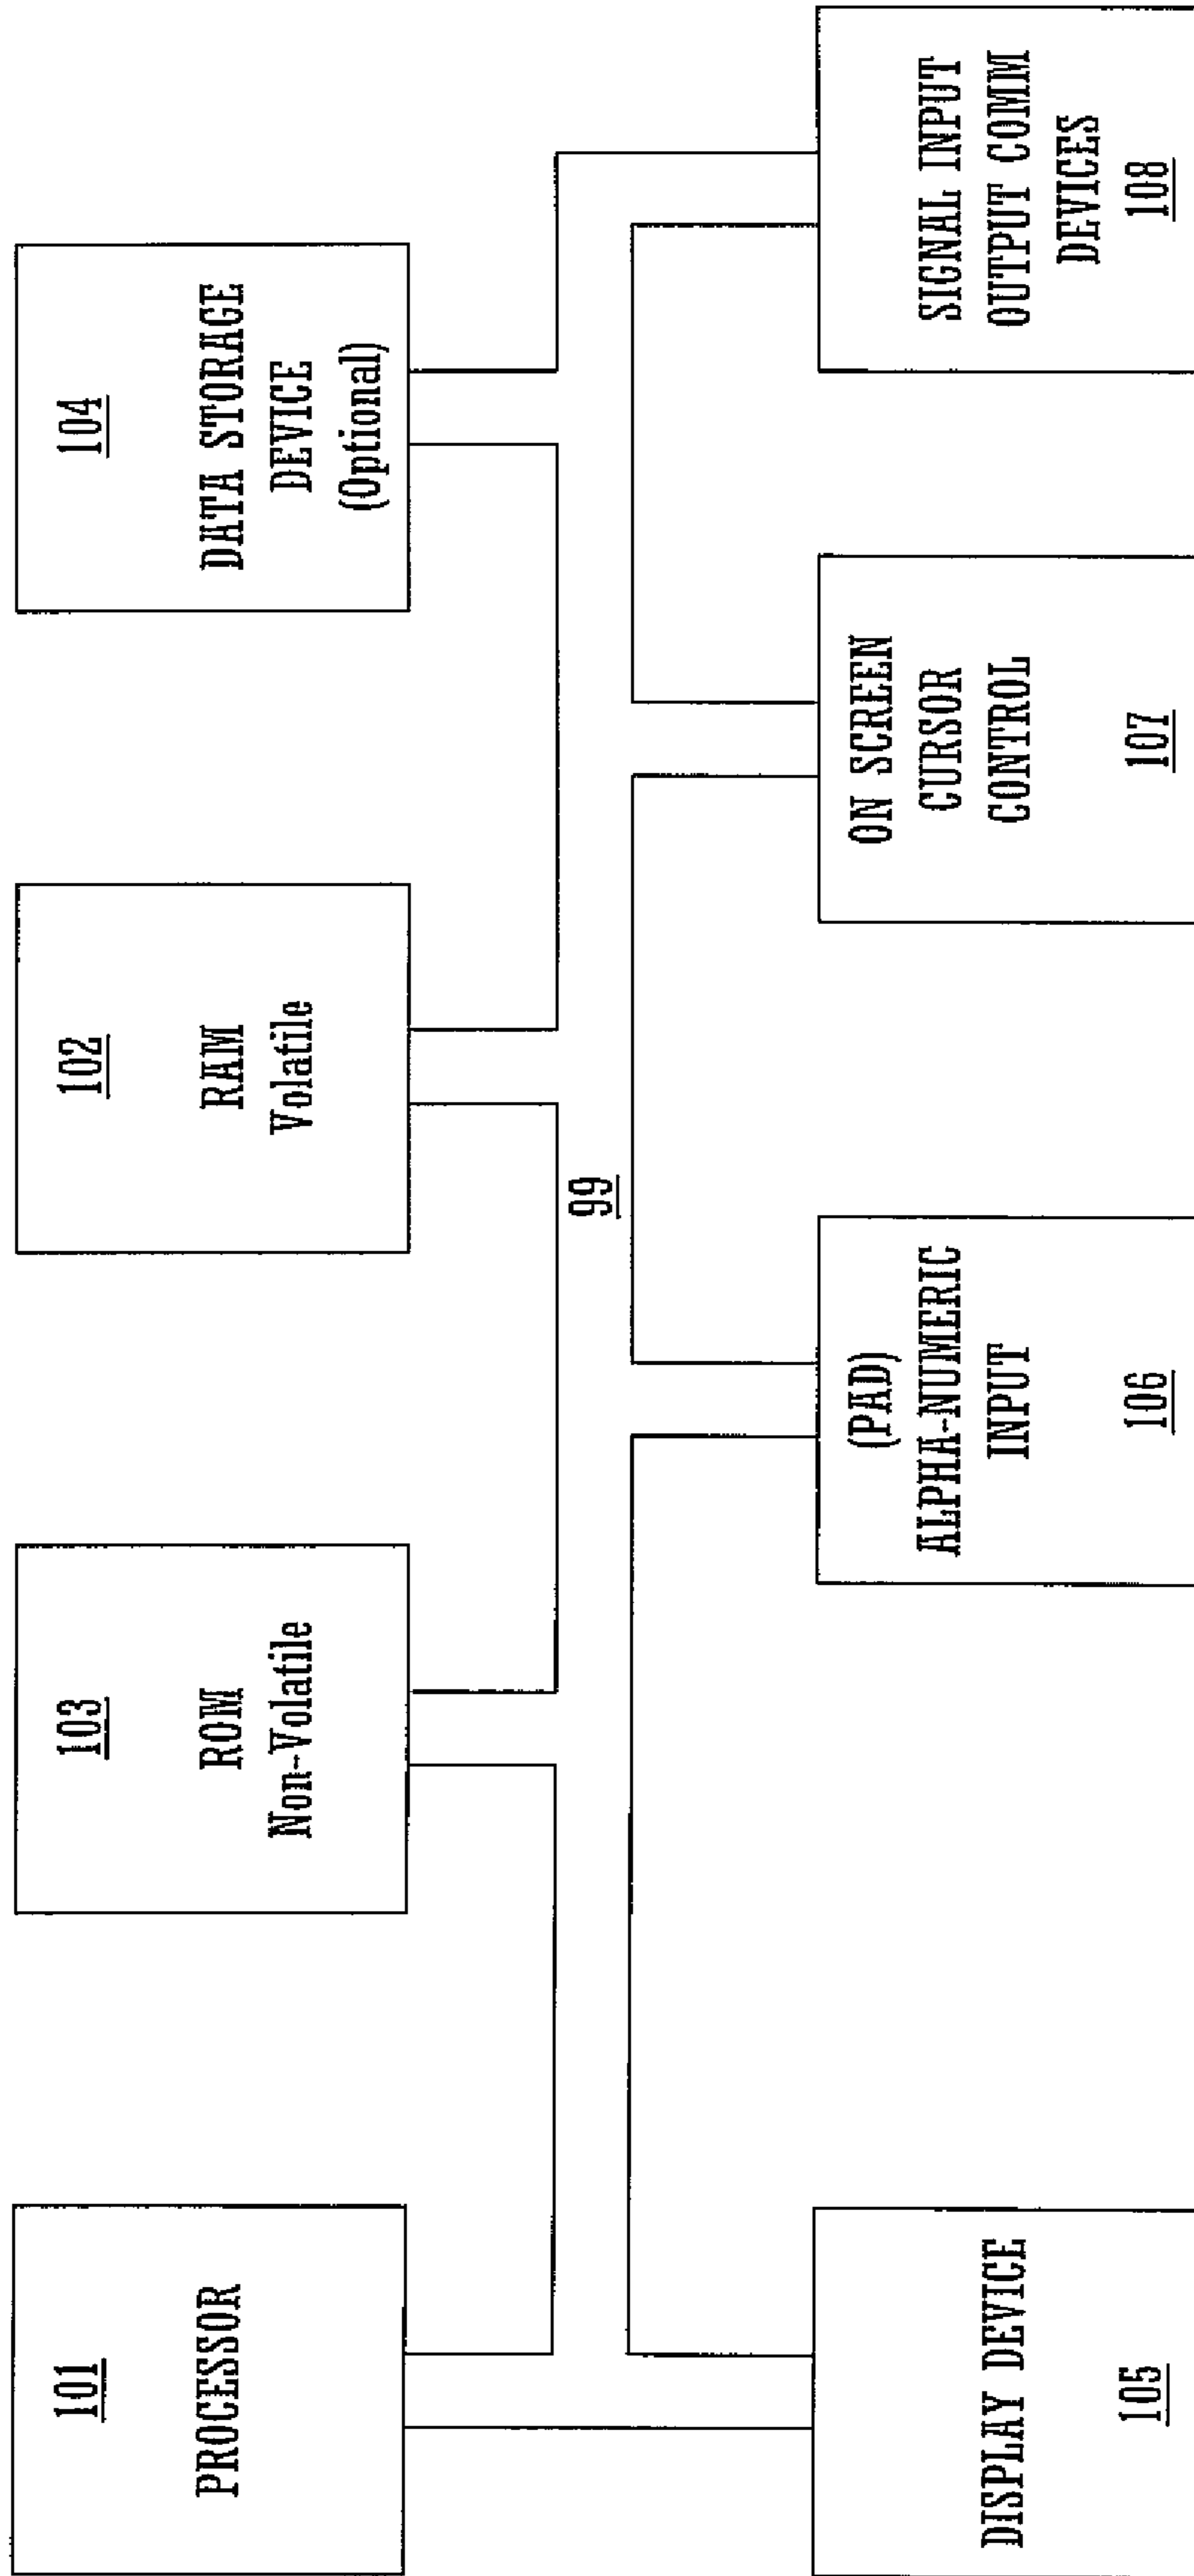 101
PROCESSOR
103
ROM
Non-Volatile
102
RAM
Volatile
104
DATA STORAGE
DEVICE
(Optional)
99
DISPLAY DEVICE
105
(PAD)
ALPHA-NUMERIC
INPUT
106
ON SCREEN
CURSOR
CONTROL
107
SIGNAL INPUT
OUTPUT COMM
DEVICES
108